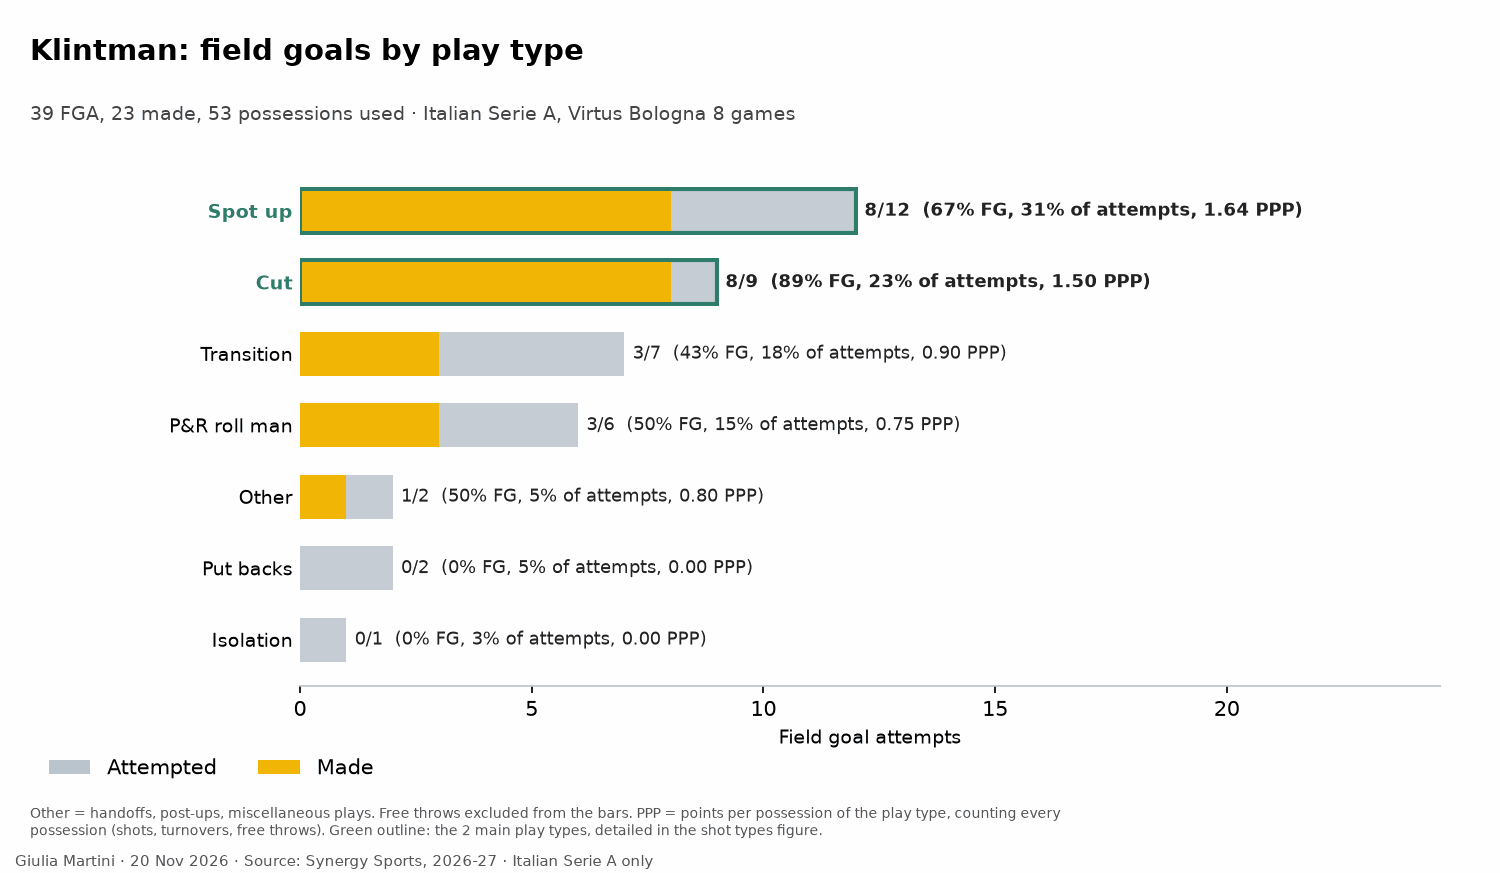 Klintman: field goals by play type
39 FGA, 23 made, 53 possessions used · Italian Serie A, Virtus Bologna 8 games
Spot up 8/12 (67% FG, 31% of attempts, 1.64 PPP)
Cut 8/9 (89% FG, 23% of attempts, 1.50 PPP)
Transition 3/7 (43% FG, 18% of attempts, 0.90 PPP)
P&R roll man 3/6 (50% FG, 15% of attempts, 0.75 PPP)
Other 1/2 (50% FG, 5% of attempts, 0.80 PPP)
Put backs 0/2 (0% FG, 5% of attempts, 0.00 PPP)
Isolation 0/1 (0% FG, 3% of attempts, 0.00 PPP)
0 5 10 15 20
Field goal attempts
Attempted Made
Other = handoffs, post-ups, miscellaneous plays. Free throws excluded from the bars. PPP = points per possession of the play type, counting every
possession (shots, turnovers, free throws). Green outline: the 2 main play types, detailed in the shot types figure.
Giulia Martini · 20 Nov 2026 · Source: Synergy Sports, 2026-27 · Italian Serie A only